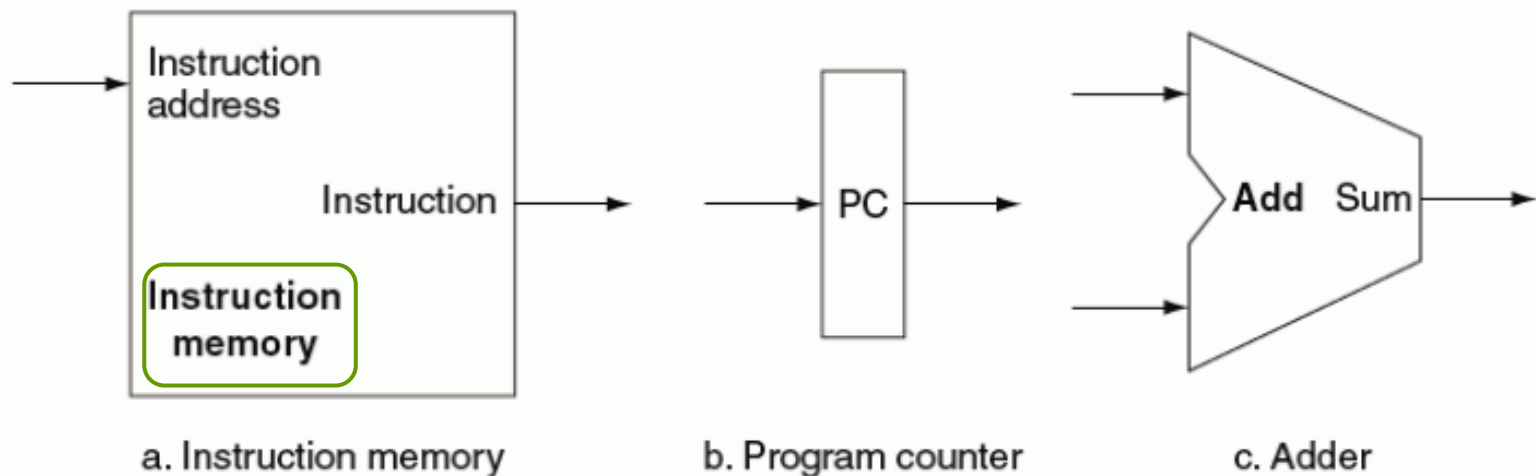 Instruction
address
Instruction
Instruction
memory
a. Instruction memory
PC
b. Program counter
Add Sum
c. Adder